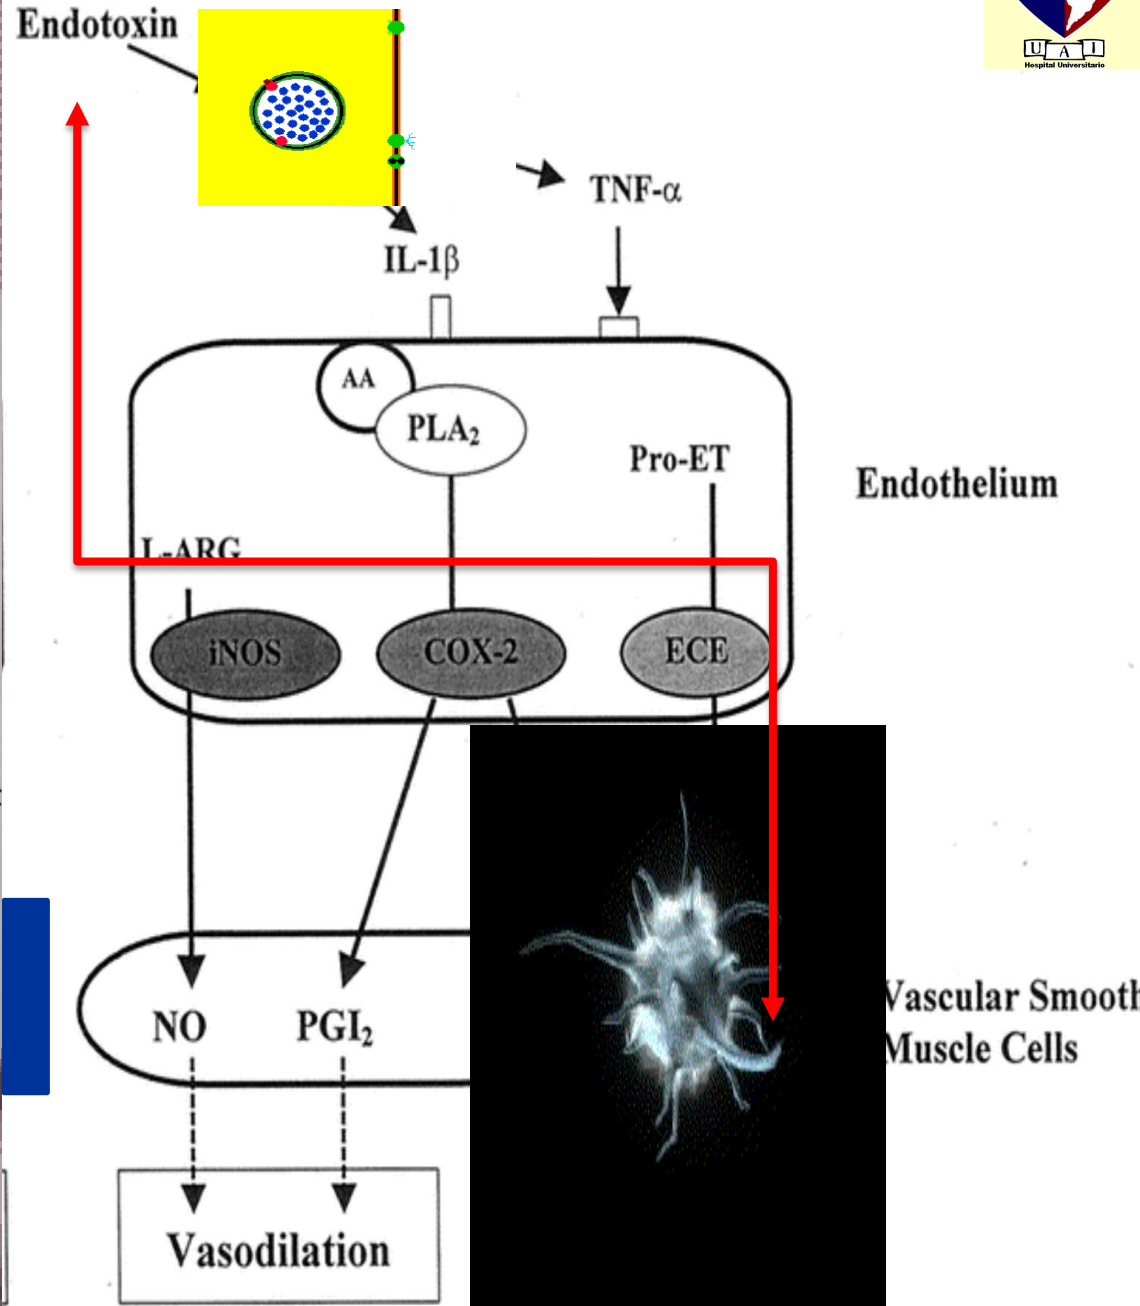 Endotoxin
U A I
Hospital Universitario
TNF-α
IL-1β
AA
PLA₂
Pro-ET
Endothelium
L-ARG
iNOS
COX-2
ECE
NO
PGI₂
Vascular Smooth
Muscle Cells
Vasodilation